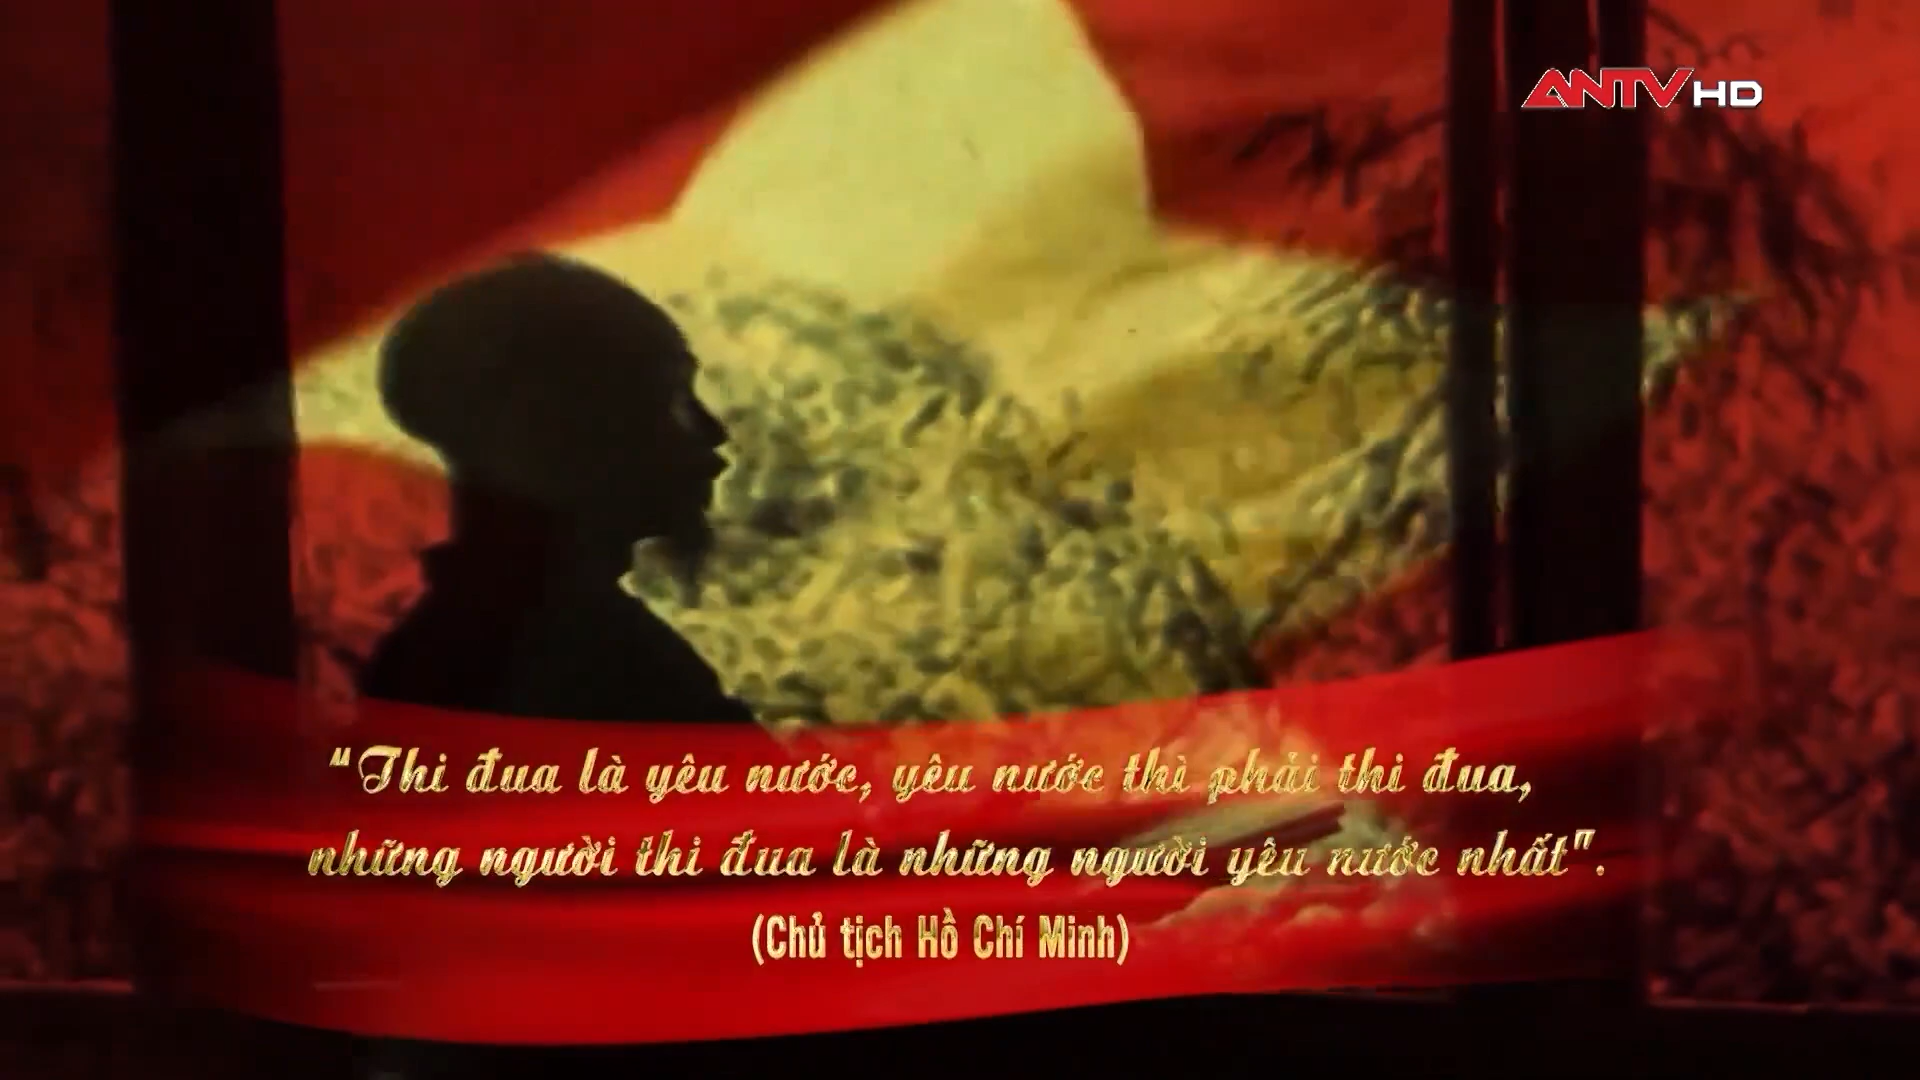 ANTV HD
“Thi đua là yêu nước, yêu nước thì phải thi đua,
những người thi đua là những người yêu nước nhất".
(Chủ tịch Hồ Chí Minh)